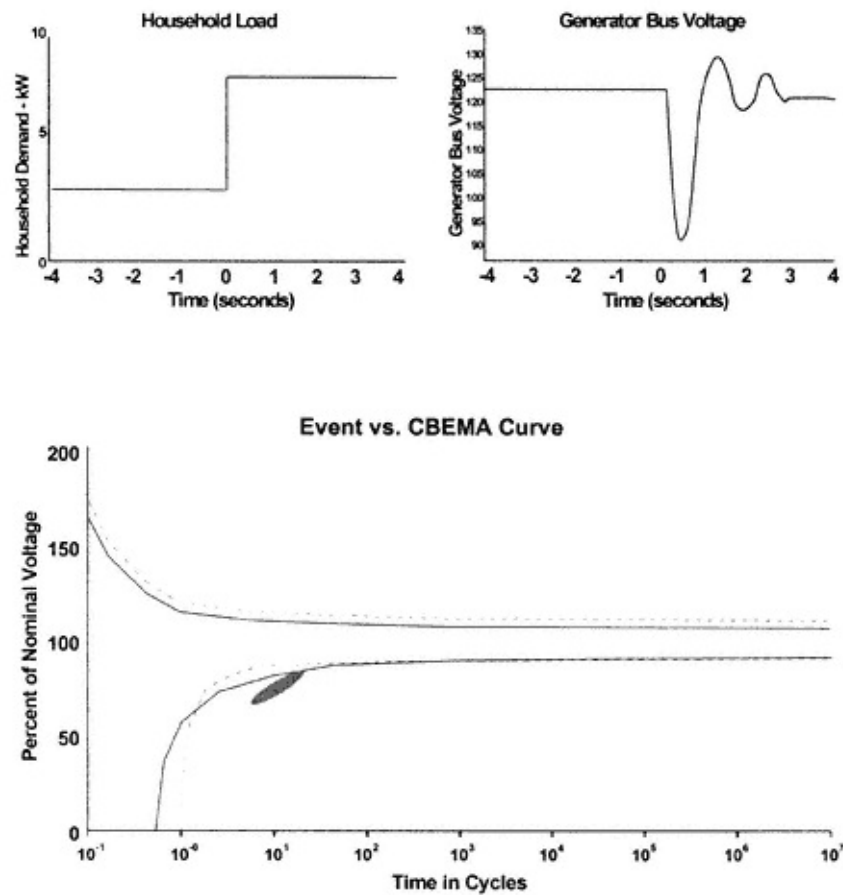 Household Load
10
5
0
Household Demand - kW
-4 -3 -2 -1 0 1 2 3 4
Time (seconds)
Generator Bus Voltage
135
130
125
120
115
110
105
100
95
90
Generator Bus Voltage
-4 -3 -2 -1 0 1 2 3 4
Time (seconds)
Event vs. CBEMA Curve
200
150
100
50
0
Percent of Nominal Voltage
10-1 10-0 101 102 103 104 105 106 107
Time in Cycles